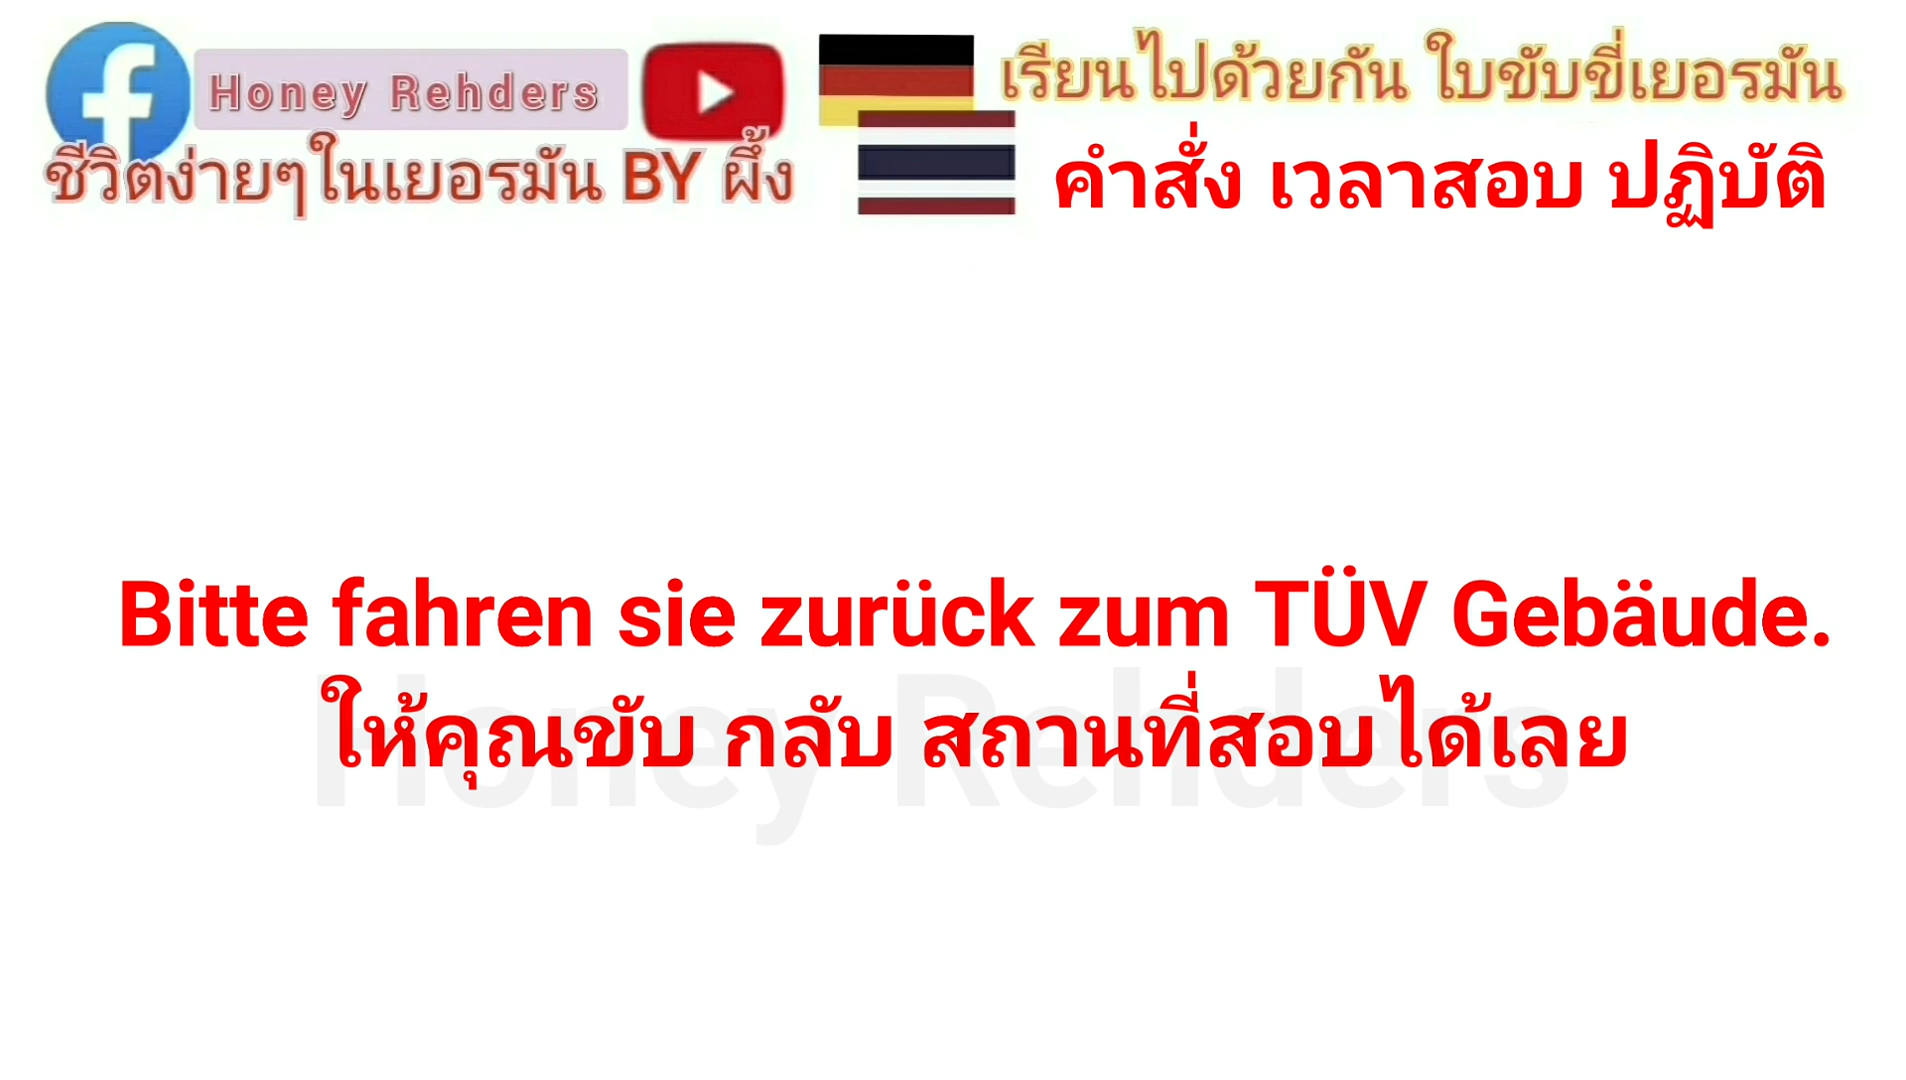 Honey Rehders
ชีวิตง่ายๆในเยอรมัน BY ผึ้ง
เรียนไปด้วยกัน ใบขับขี่เยอรมัน
คำสั่ง เวลาสอบ ปฏิบัติ
Bitte fahren sie zurück zum TÜV Gebäude.
ให้คุณขับ กลับ สถานที่สอบได้เลย
Honey Rehders